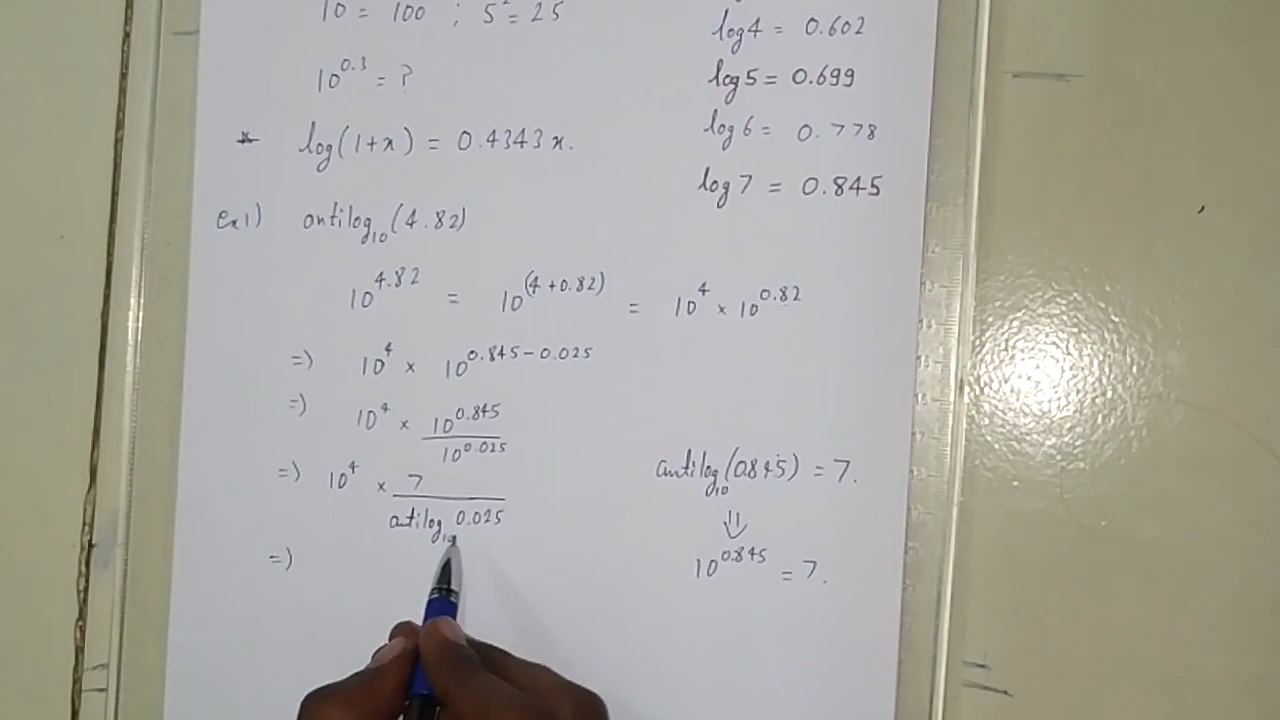 10 = 100 ; 5² = 25
10^0.3 = ?
* log(1+x) = 0.4343x.
log4 = 0.602
log5 = 0.699
log6 = 0.778
log7 = 0.845
ex1) antilog₁₀(4.82)
10^4.82 = 10^(4+0.82) = 10^4 × 10^0.82
=) 10^4 × 10^0.845-0.025
=) 10^4 × 10^0.845 / 10^0.025
=) 10^4 × 7 / antilog₁₀ 0.025
=)
antilog₁₀(0.845) = 7.
⇓
10^0.845 = 7.